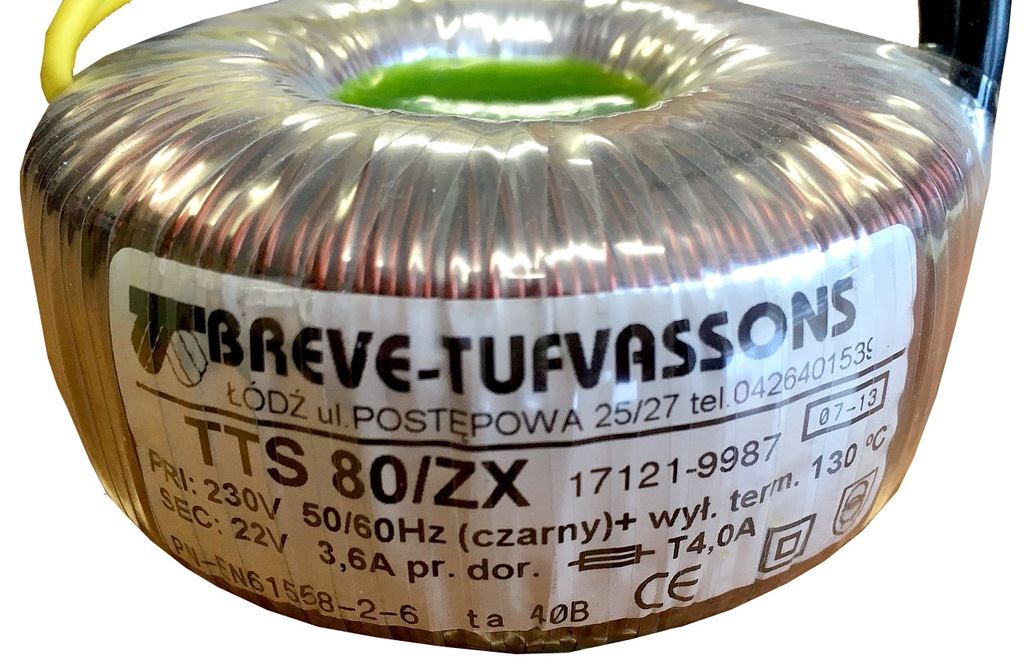 BREVE-TUFVASSONS
ŁÓDŹ ul.POSTĘPOWA 25/27 tel.0426401539
07-13
TTS 80/ZX 17121-9987
PRI: 230V 50/60Hz (czarny)+ wył. term. 130 °C
SEC: 22V 3,6A pr. dor. T4,0A
PN-EN61558-2-6 ta 40B CE